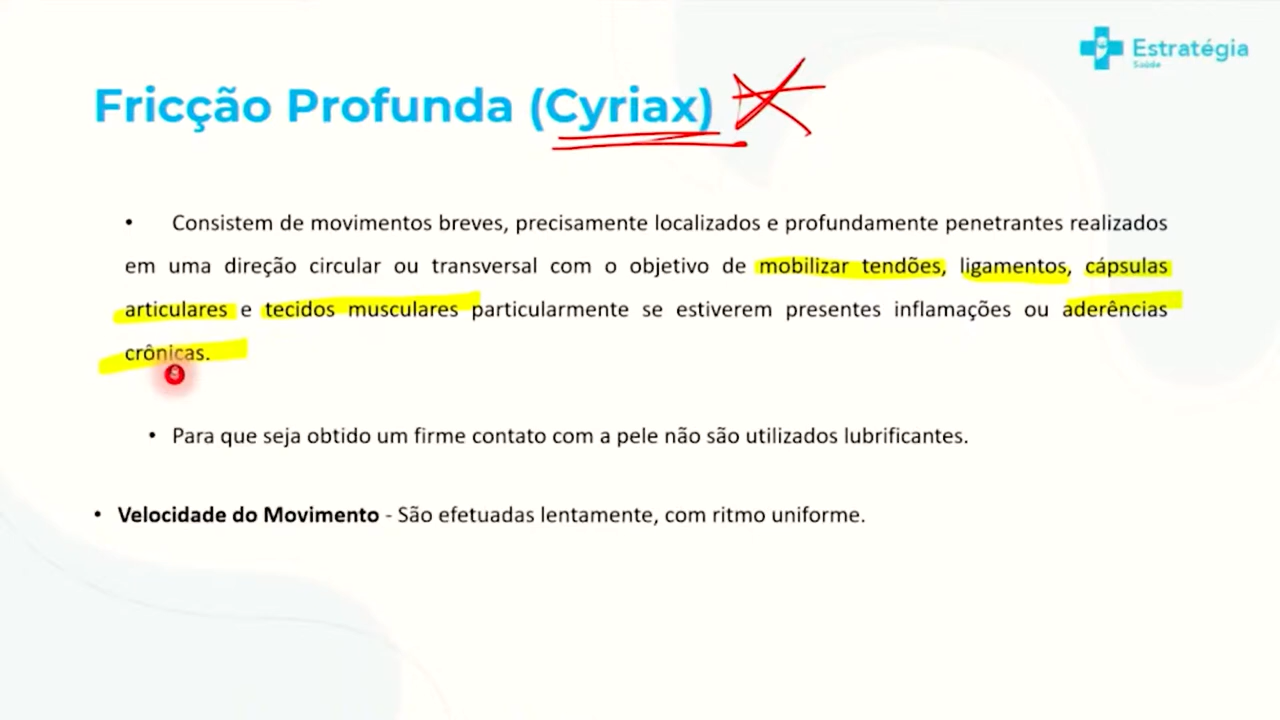 Estratégia
Saúde
Fricção Profunda (Cyriax)
• Consistem de movimentos breves, precisamente localizados e profundamente penetrantes realizados
em uma direção circular ou transversal com o objetivo de mobilizar tendões, ligamentos, cápsulas
articulares e tecidos musculares particularmente se estiverem presentes inflamações ou aderências
crônicas.
• Para que seja obtido um firme contato com a pele não são utilizados lubrificantes.
• Velocidade do Movimento - São efetuadas lentamente, com ritmo uniforme.